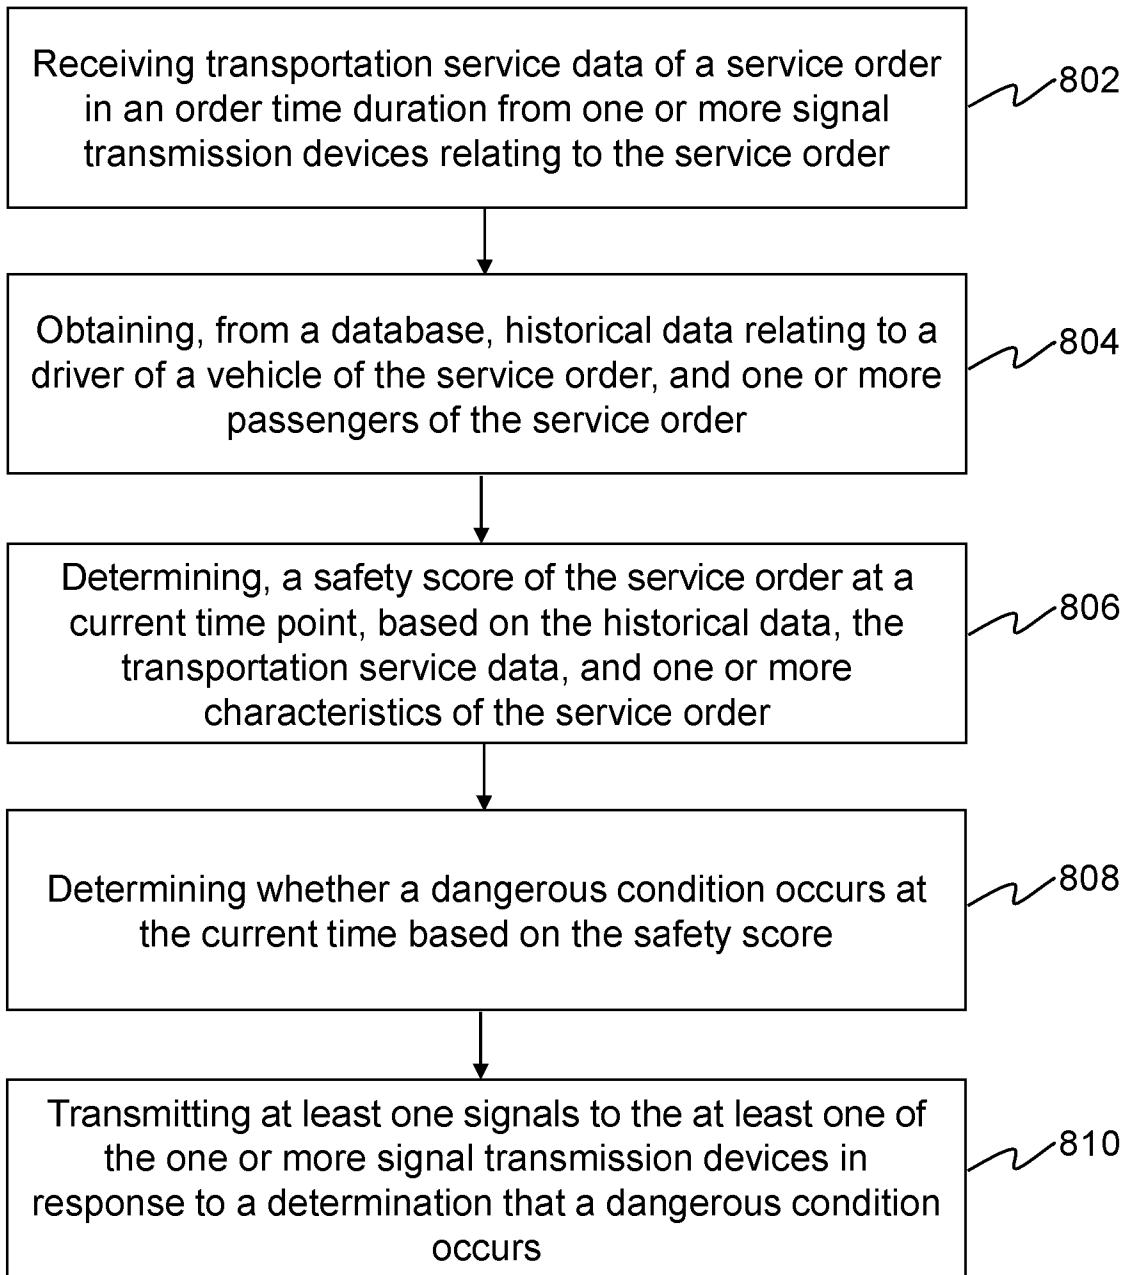 Receiving transportation service data of a service order
in an order time duration from one or more signal
transmission devices relating to the service order
802
Obtaining, from a database, historical data relating to a
driver of a vehicle of the service order, and one or more
passengers of the service order
804
Determining, a safety score of the service order at a
current time point, based on the historical data, the
transportation service data, and one or more
characteristics of the service order
806
Determining whether a dangerous condition occurs at
the current time based on the safety score
808
Transmitting at least one signals to the at least one of
the one or more signal transmission devices in
response to a determination that a dangerous condition
occurs
810